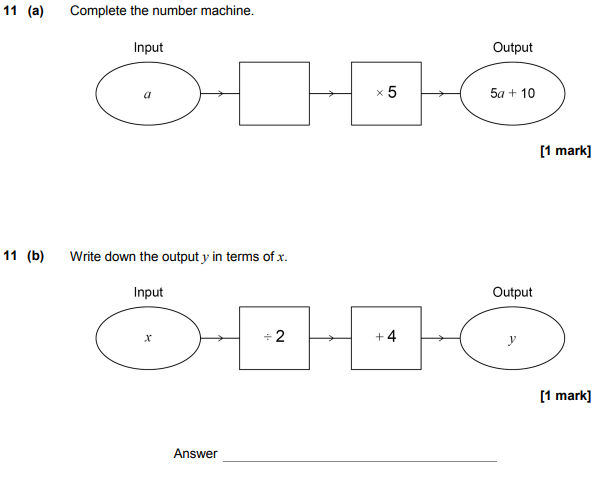 11 (a) Complete the number machine.
Input Output
a × 5 5a + 10
[1 mark]
11 (b) Write down the output y in terms of x.
Input Output
x ÷ 2 + 4 y
[1 mark]
Answer